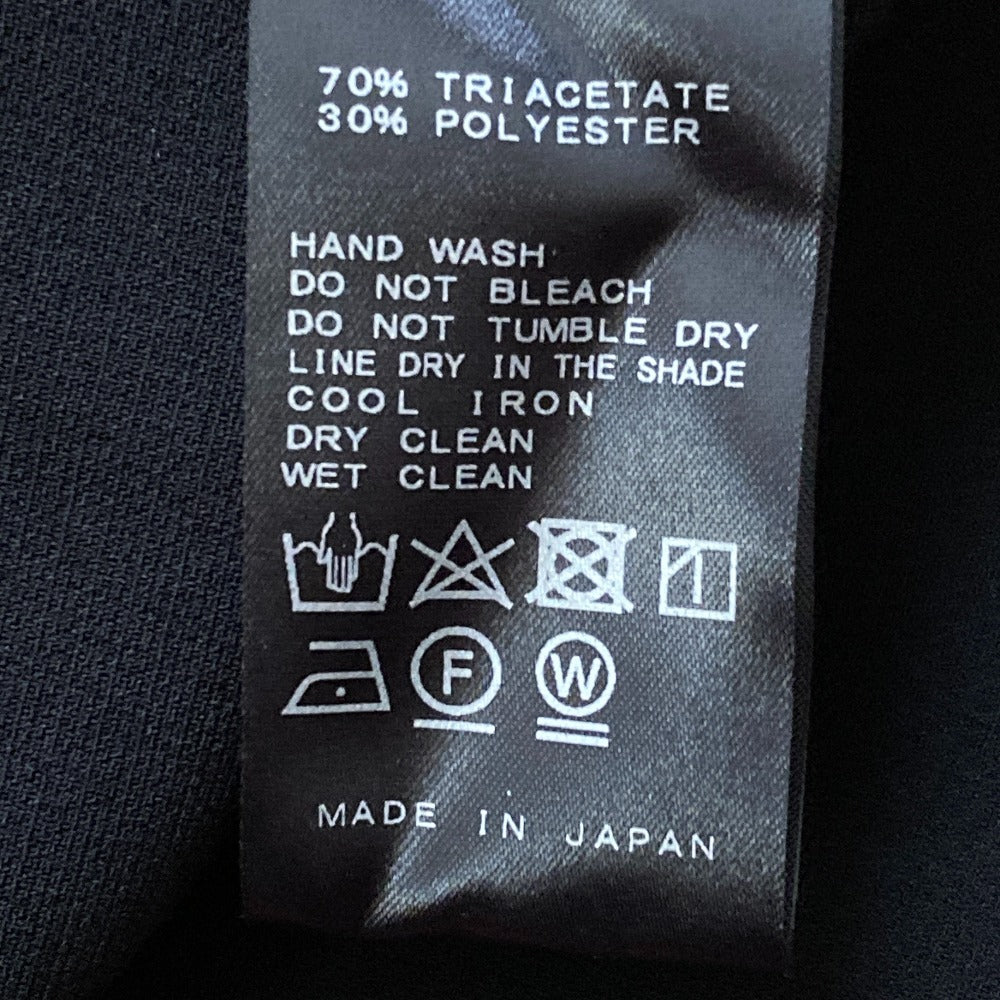 70% TRIACETATE
30% POLYESTER
HAND WASH
DO NOT BLEACH
DO NOT TUMBLE DRY
LINE DRY IN THE SHADE
COOL IRON
DRY CLEAN
WET CLEAN
F W
MADE IN JAPAN